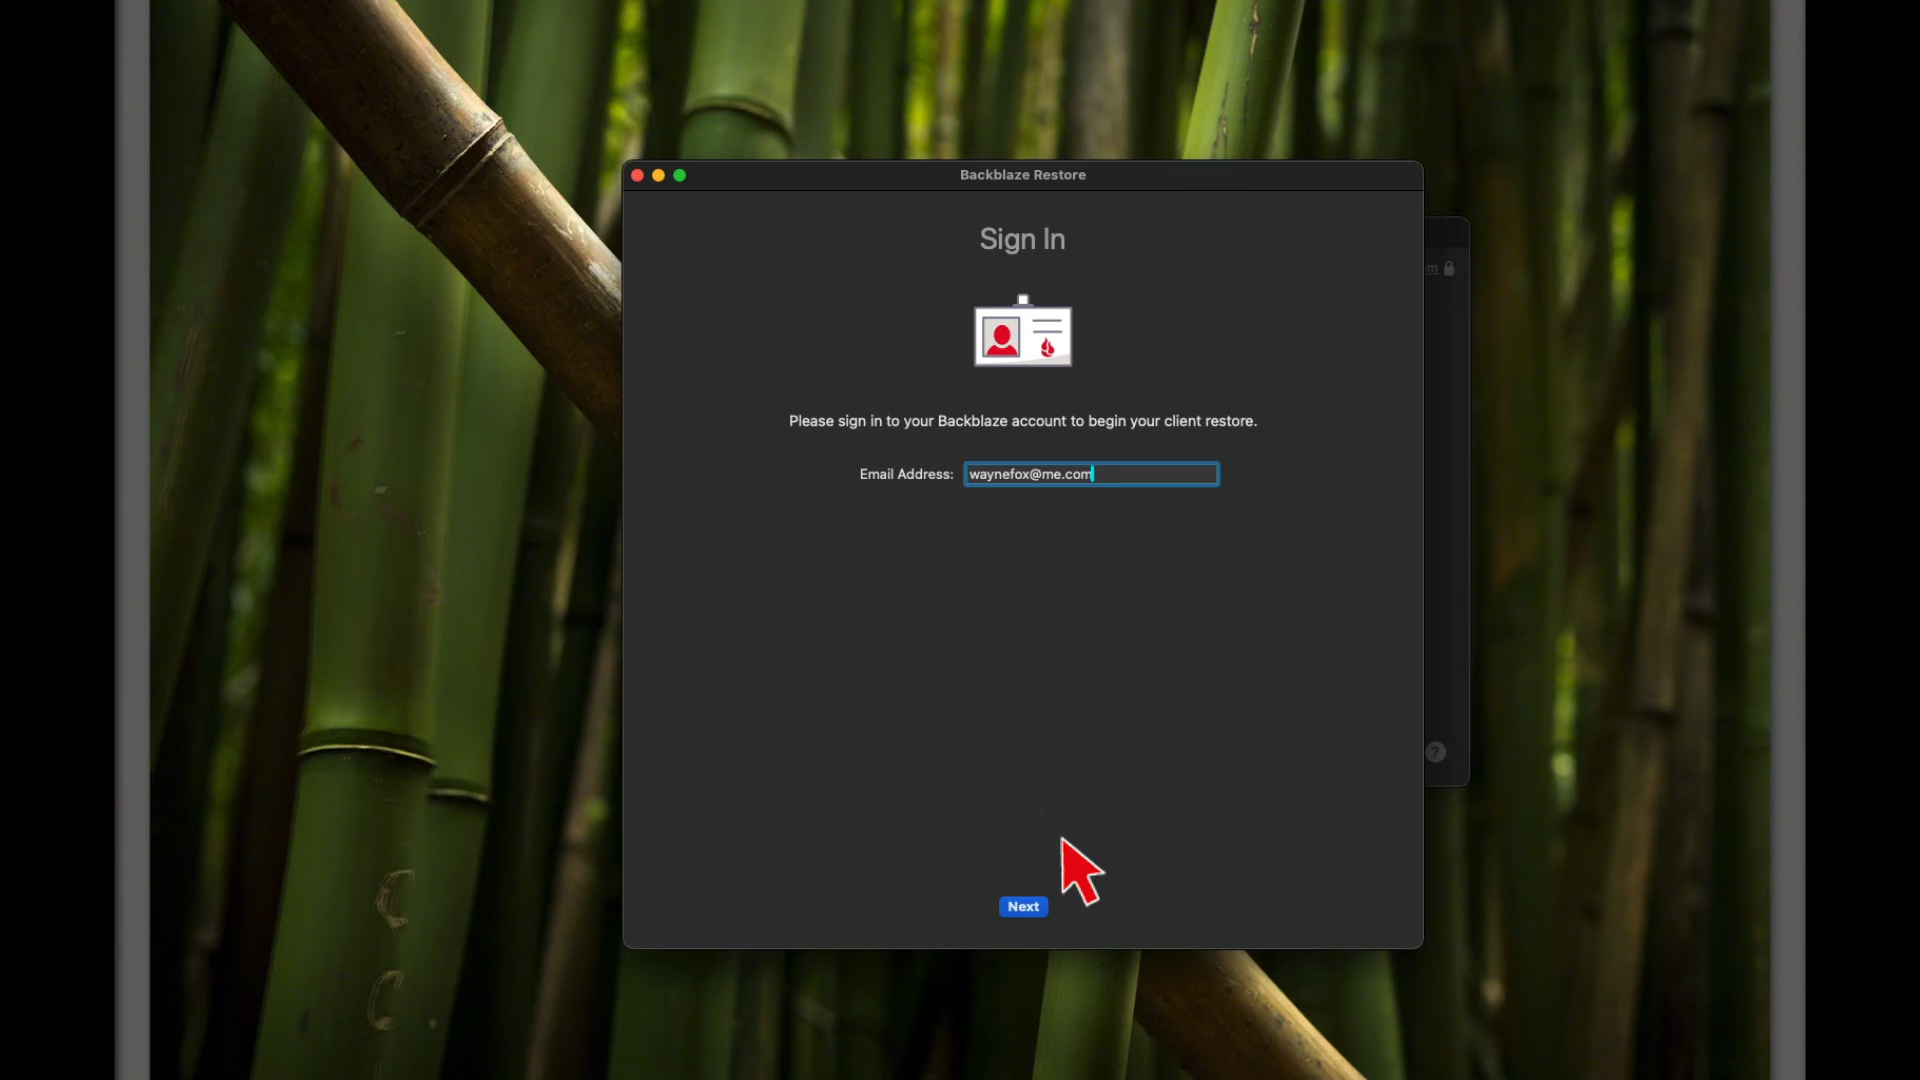 Backblaze Restore
Sign In
Please sign in to your Backblaze account to begin your client restore.
Email Address: waynefox@me.com
om
?
Next